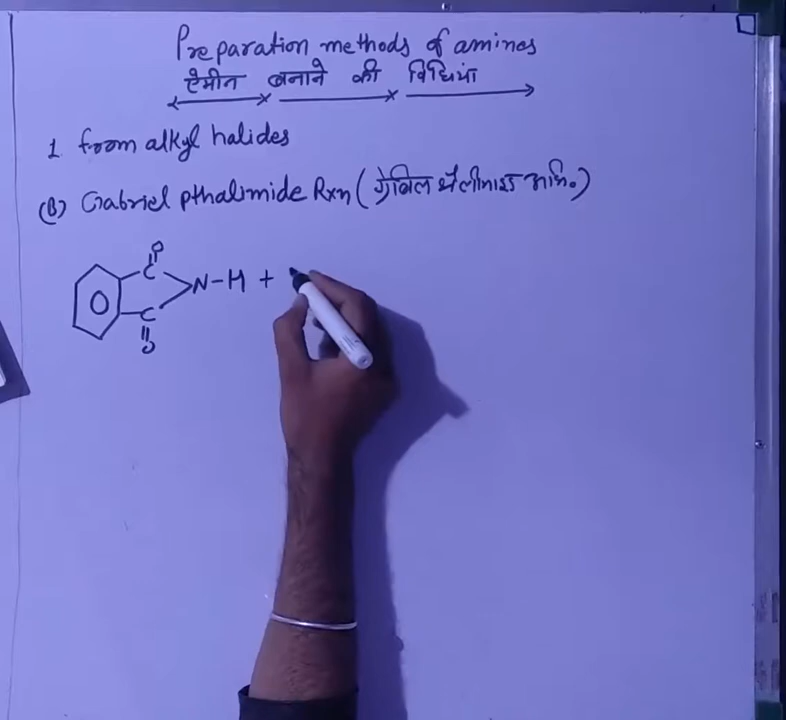 Preparation methods of amines
ऐमीन बनाने की विधियां
1 from alkyl halides
(B) Gabriel pthalimide Rxn (ग्रेबिल थैलीमाइड अभि०)
O
C
N-H +
C
O